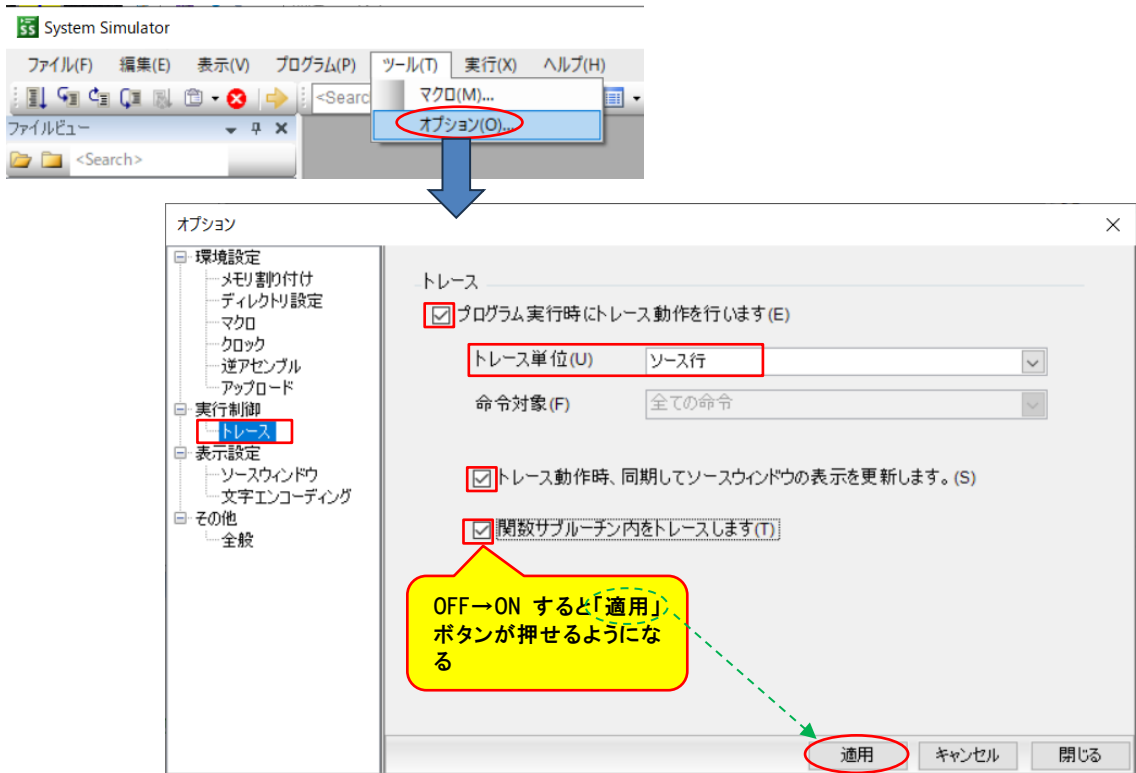 System Simulator
ファイル(F) 編集(E) 表示(V) プログラム(P) ツール(T) 実行(X) ヘルプ(H)
<Searc
マクロ(M)...
オプション(O)...
ファイルビュー
<Search>
オプション
環境設定
メモリ割り付け
ディレクトリ設定
マクロ
クロック
逆アセンブル
アップロード
実行制御
トレース
表示設定
ソースウィンドウ
文字エンコーディング
その他
全般
トレース
プログラム実行時にトレース動作を行います(E)
トレース単位(U) ソース行
命令対象(F) 全ての命令
トレース動作時、同期してソースウィンドウの表示を更新します。(S)
関数サブルーチン内をトレースします(T)
OFF→ON すると「適用」
ボタンが押せるようにな
る
適用 キャンセル 閉じる